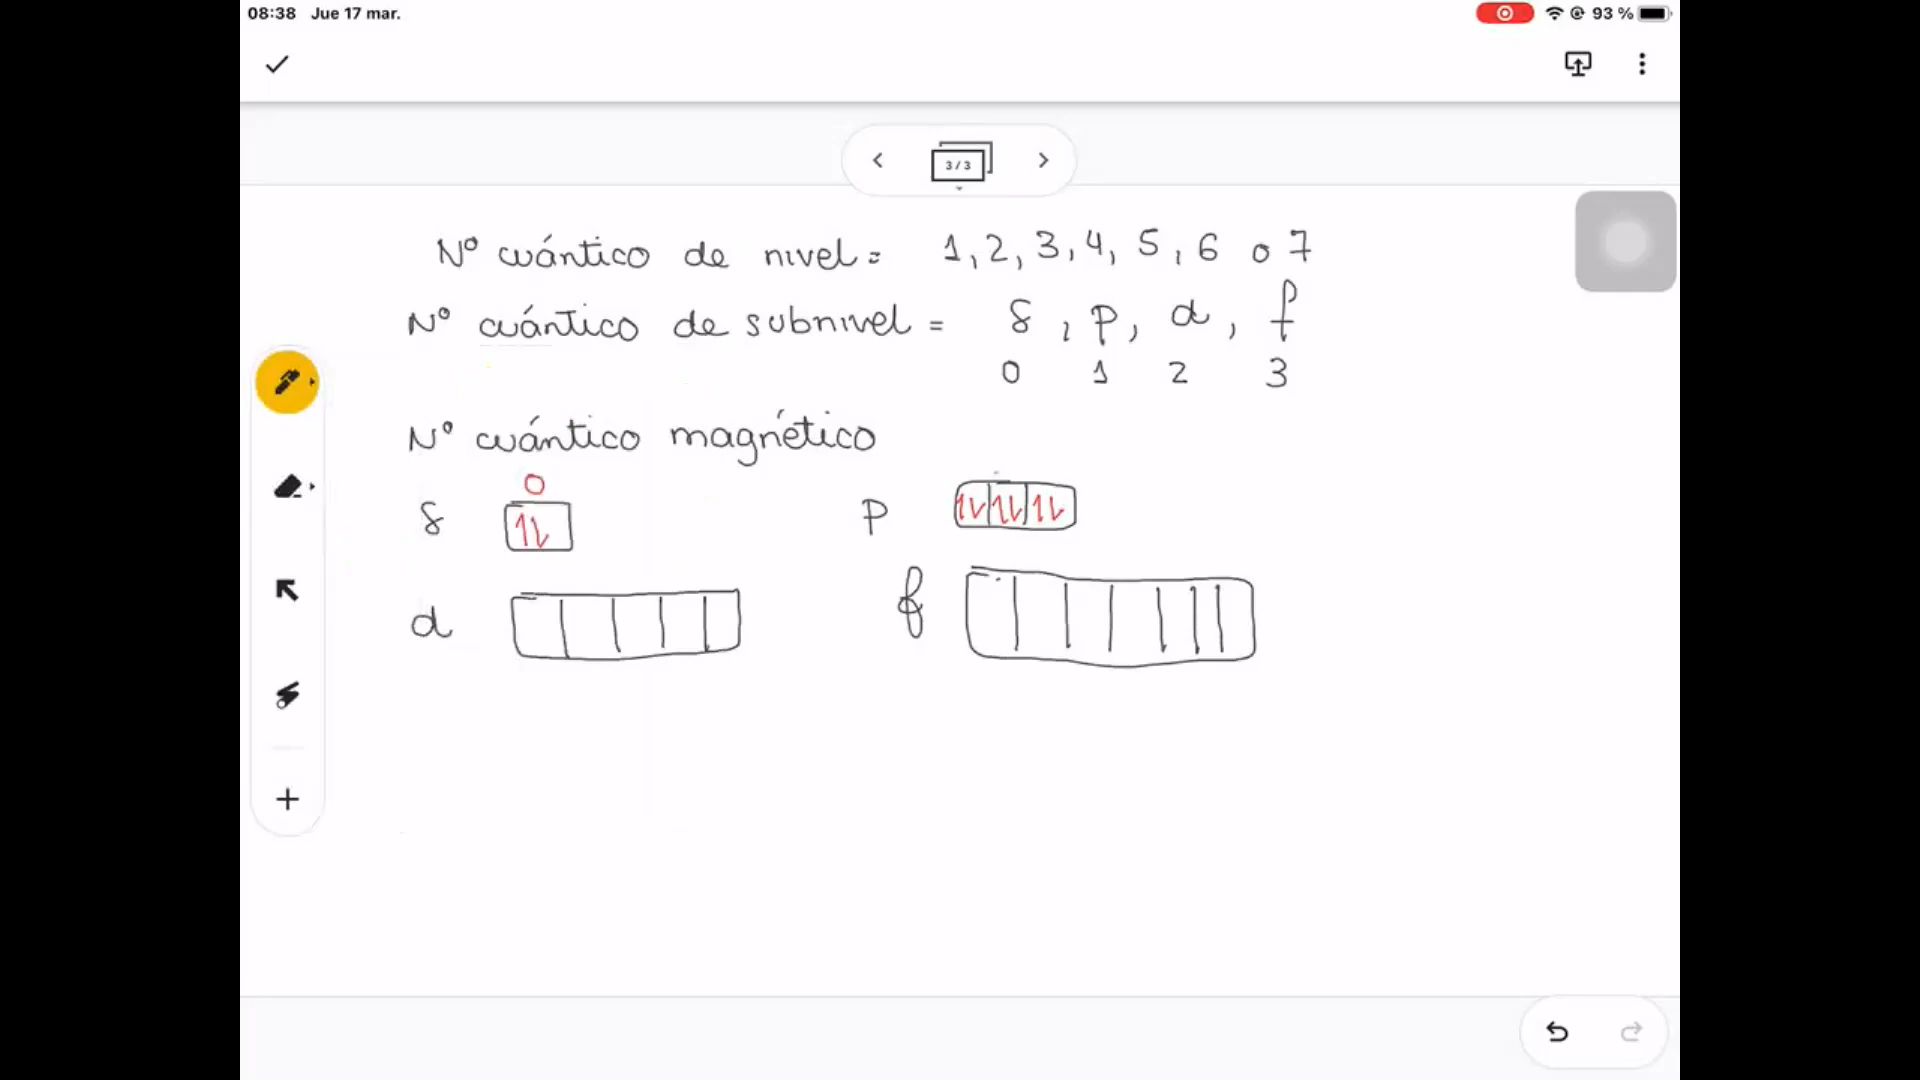 08:38 Jue 17 mar. 93 %
3 / 3
Nº cuántico de nivel = 1, 2, 3, 4, 5, 6 o 7
Nº cuántico de subnivel = s, p, d, f
0 1 2 3
Nº cuántico magnético
0
s p
d f